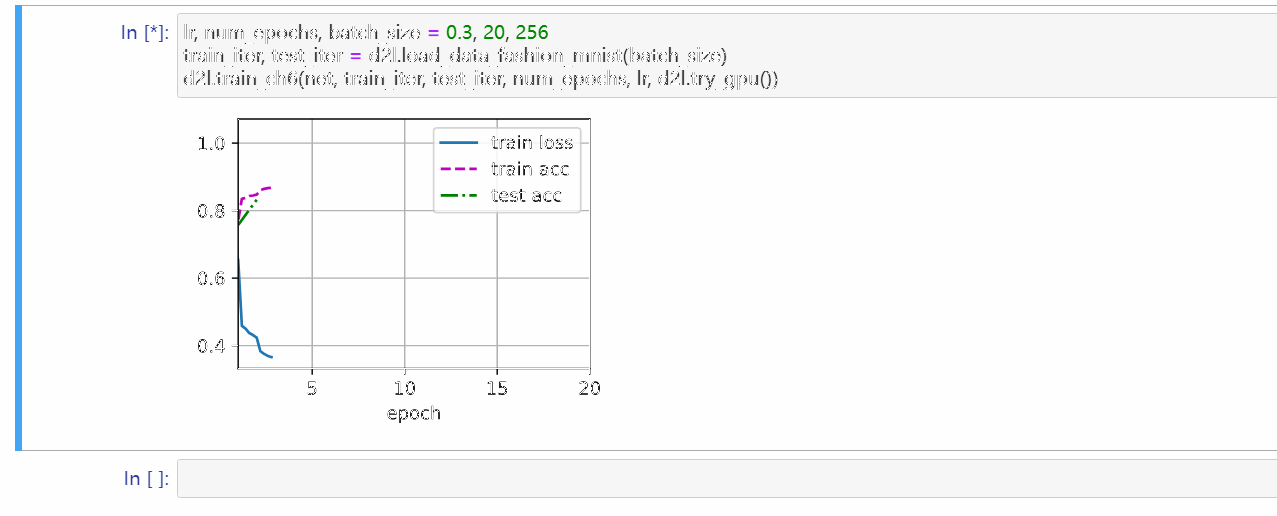 In [*]:
lr, num_epochs, batch_size = 0.3, 20, 256
train_iter, test_iter = d2l.load_data_fashion_mnist(batch_size)
d2l.train_ch6(net, train_iter, test_iter, num_epochs, lr, d2l.try_gpu())
1.0
0.8
0.6
0.4
train loss
train acc
test acc
5 10 15 20
epoch
In [ ]: